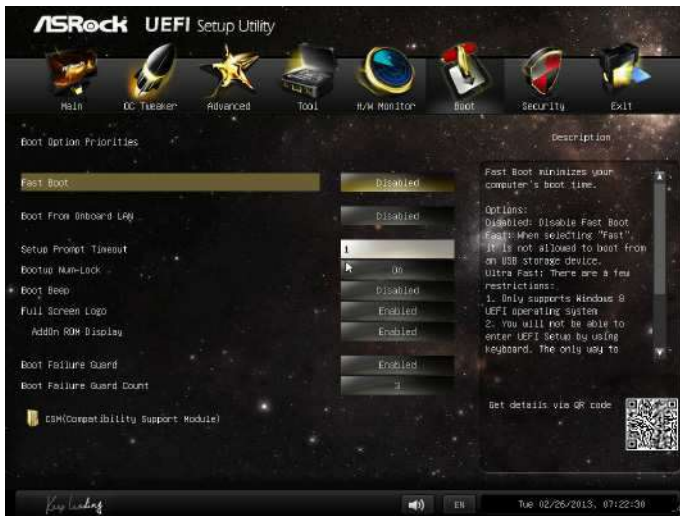 ASRock UEFI Setup Utility
Main OC Tweaker Advanced Tool H/W Monitor Boot Security Exit
Boot Option Priorities
Description
Fast Boot Disabled
Boot From Onboard LAN Disabled
Setup Prompt Timeout 1
Bootup Num-Lock On
Boot Beep Disabled
Full Screen Logo Enabled
AddOn ROM Display Enabled
Boot Failure Guard Enabled
Boot Failure Guard Count 3
CSM(Compatibility Support Module)
Fast Boot minimizes your
computer's boot time.
Options:
Disabled: Disable Fast Boot
Fast: When selecting "Fast",
it is not allowed to boot from
an USB storage device.
Ultra Fast: There are a few
restrictions:
1. Only supports Windows 8
UEFI operating system
2. You will not be able to
enter UEFI Setup by using
keyboard. The only way to
Get details via QR code
Keep Leading
EN
Tue 02/26/2013, 07:22:30